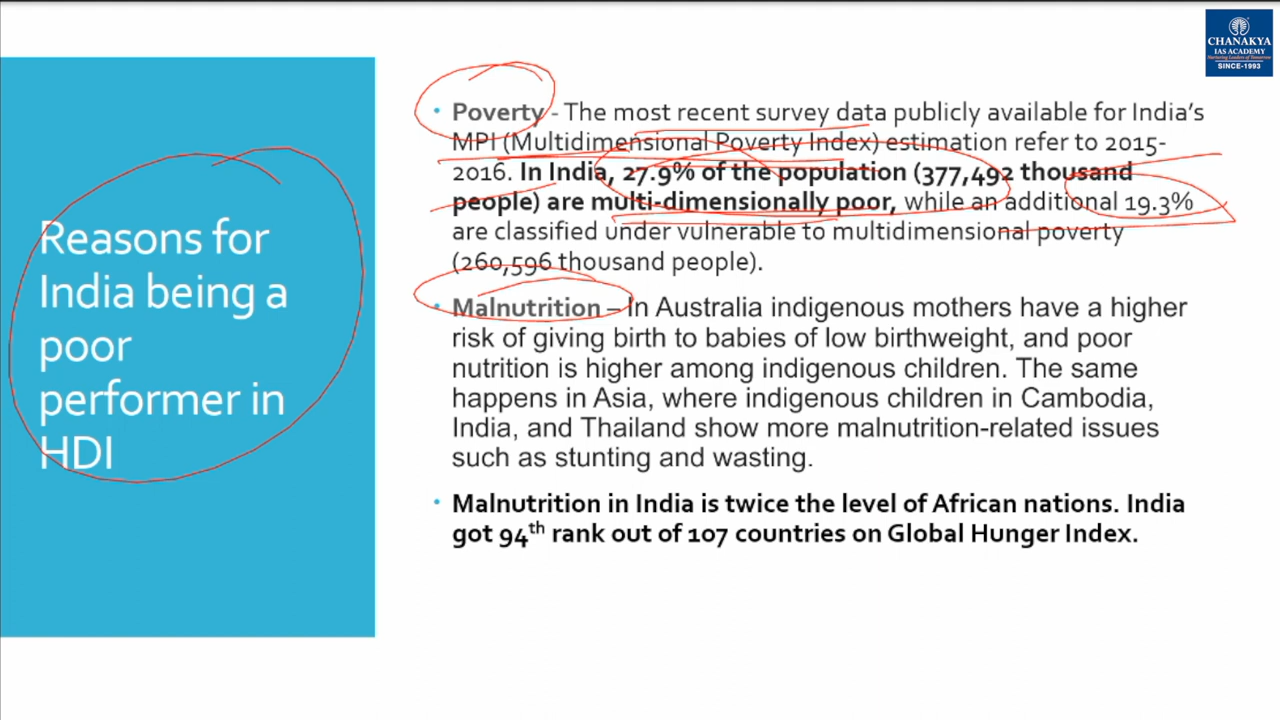 CHANAKYA
IAS ACADEMY
Nurturing Leaders of Tomorrow
SINCE-1993
Reasons for
India being a
poor
performer in
HDI
• Poverty - The most recent survey data publicly available for India's
MPI (Multidimensional Poverty Index) estimation refer to 2015-
2016. In India, 27.9% of the population (377,492 thousand
people) are multi-dimensionally poor, while an additional 19.3%
are classified under vulnerable to multidimensional poverty
(260,596 thousand people).
• Malnutrition – In Australia indigenous mothers have a higher
risk of giving birth to babies of low birthweight, and poor
nutrition is higher among indigenous children. The same
happens in Asia, where indigenous children in Cambodia,
India, and Thailand show more malnutrition-related issues
such as stunting and wasting.
• Malnutrition in India is twice the level of African nations. India
got 94th rank out of 107 countries on Global Hunger Index.